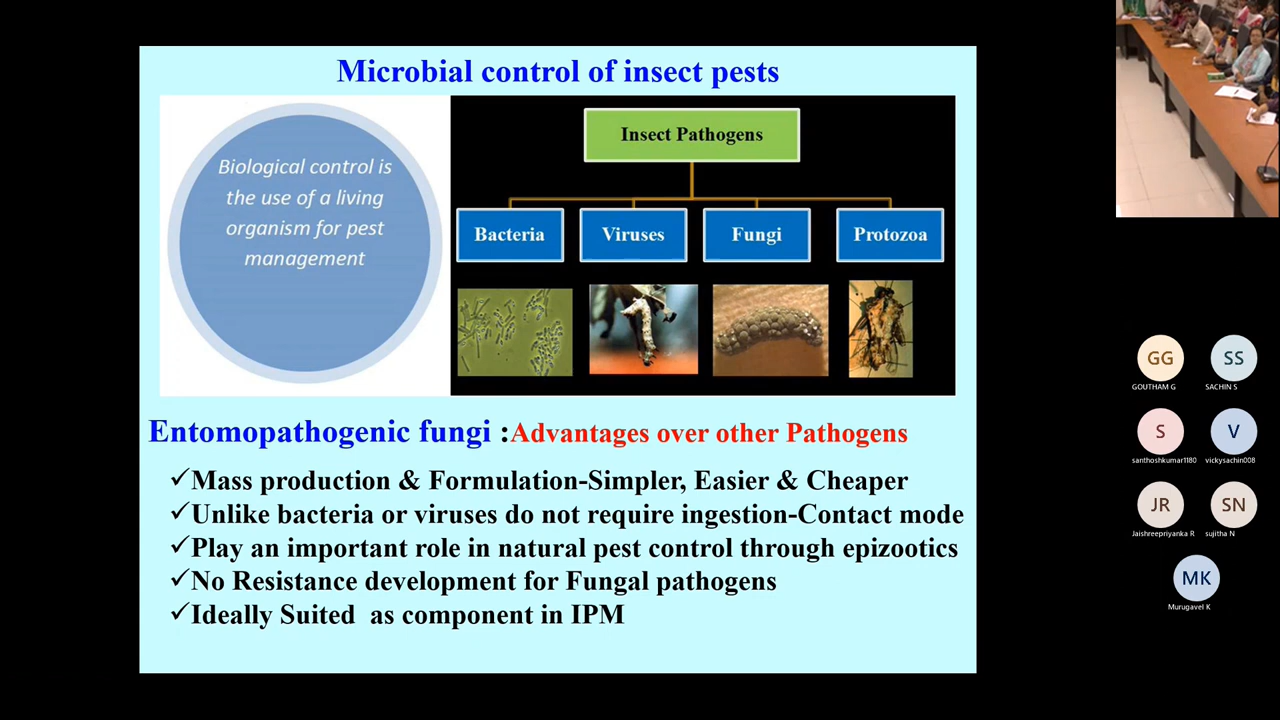 Microbial control of insect pests
Biological control is
the use of a living
organism for pest
management
Insect Pathogens
Bacteria
Viruses
Fungi
Protozoa
Entomopathogenic fungi :Advantages over other Pathogens
✓Mass production & Formulation-Simpler, Easier & Cheaper
✓Unlike bacteria or viruses do not require ingestion-Contact mode
✓Play an important role in natural pest control through epizootics
✓No Resistance development for Fungal pathogens
✓Ideally Suited as component in IPM
GG
SS
GOUTHAM G
SACHIN S
S
V
santhoshkumar1180
vickysachin008
JR
SN
Jaishreepriyanka R
sujitha N
MK
Murugavel K